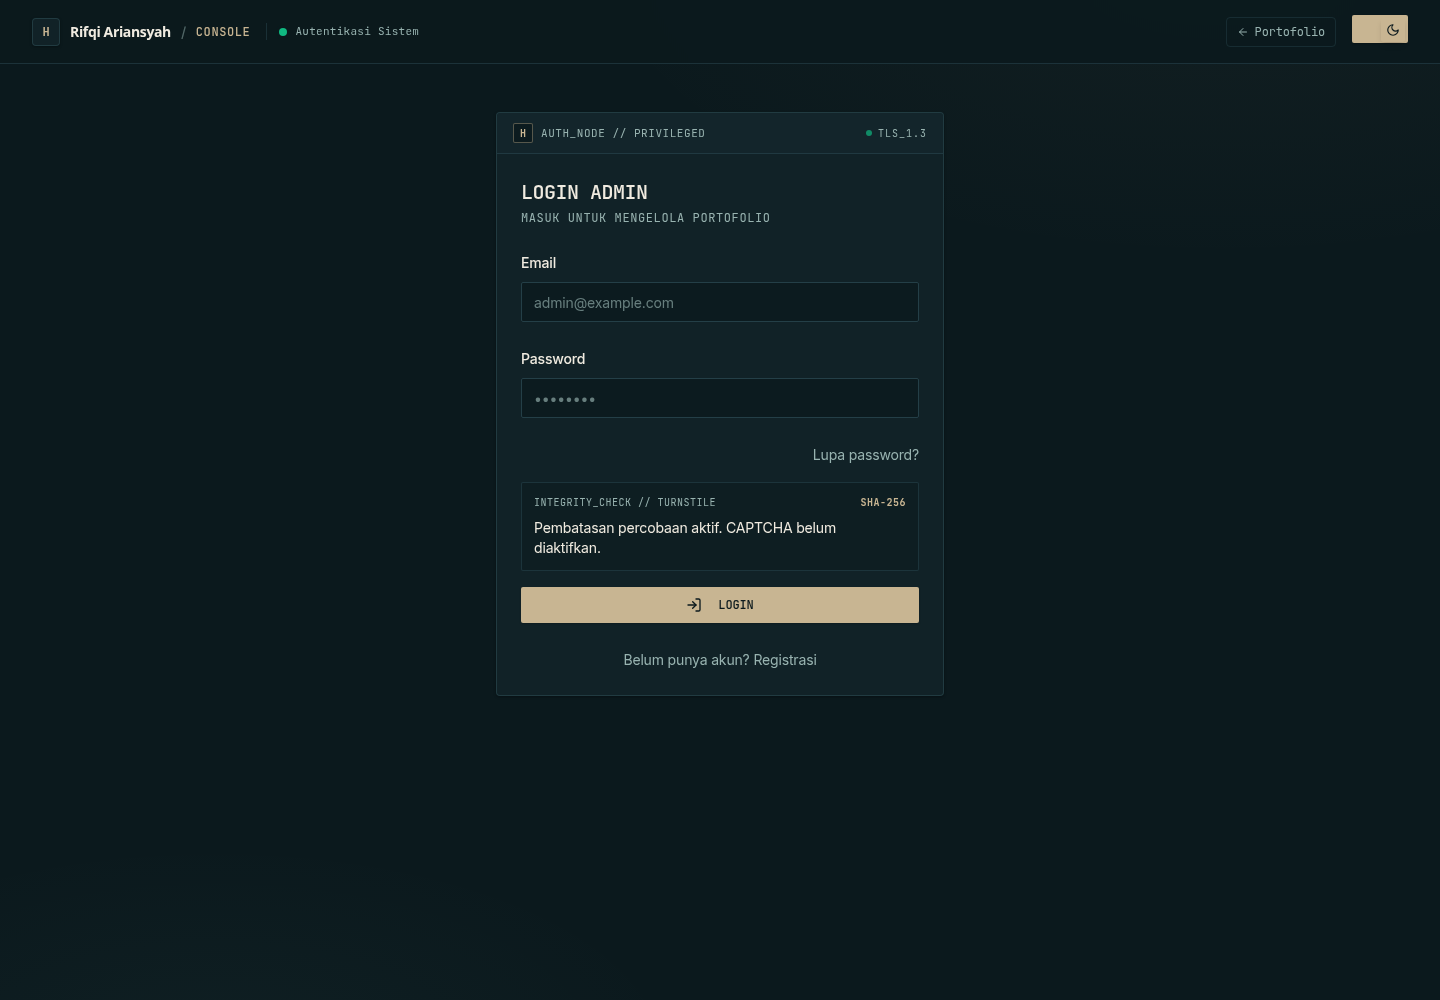 H Rifqi Ariansyah / CONSOLE Autentikasi Sistem ← Portofolio
H AUTH_NODE // PRIVILEGED TLS_1.3
LOGIN ADMIN
MASUK UNTUK MENGELOLA PORTOFOLIO
Email
admin@example.com
Password
••••••••
Lupa password?
INTEGRITY_CHECK // TURNSTILE SHA-256
Pembatasan percobaan aktif. CAPTCHA belum
diaktifkan.
LOGIN
Belum punya akun? Registrasi